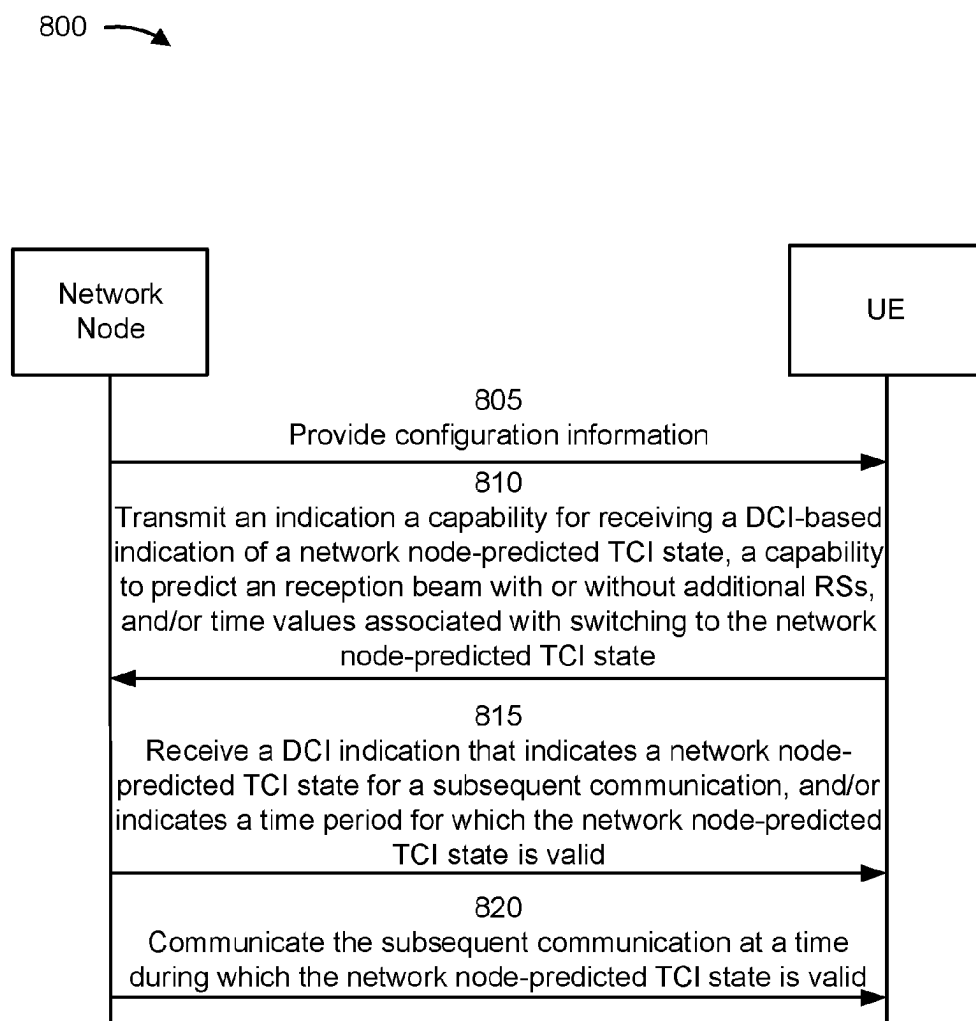 800
Network
Node
UE
805
Provide configuration information
810
Transmit an indication a capability for receiving a DCI-based
indication of a network node-predicted TCI state, a capability
to predict an reception beam with or without additional RSs,
and/or time values associated with switching to the network
node-predicted TCI state
815
Receive a DCI indication that indicates a network node-
predicted TCI state for a subsequent communication, and/or
indicates a time period for which the network node-predicted
TCI state is valid
820
Communicate the subsequent communication at a time
during which the network node-predicted TCI state is valid